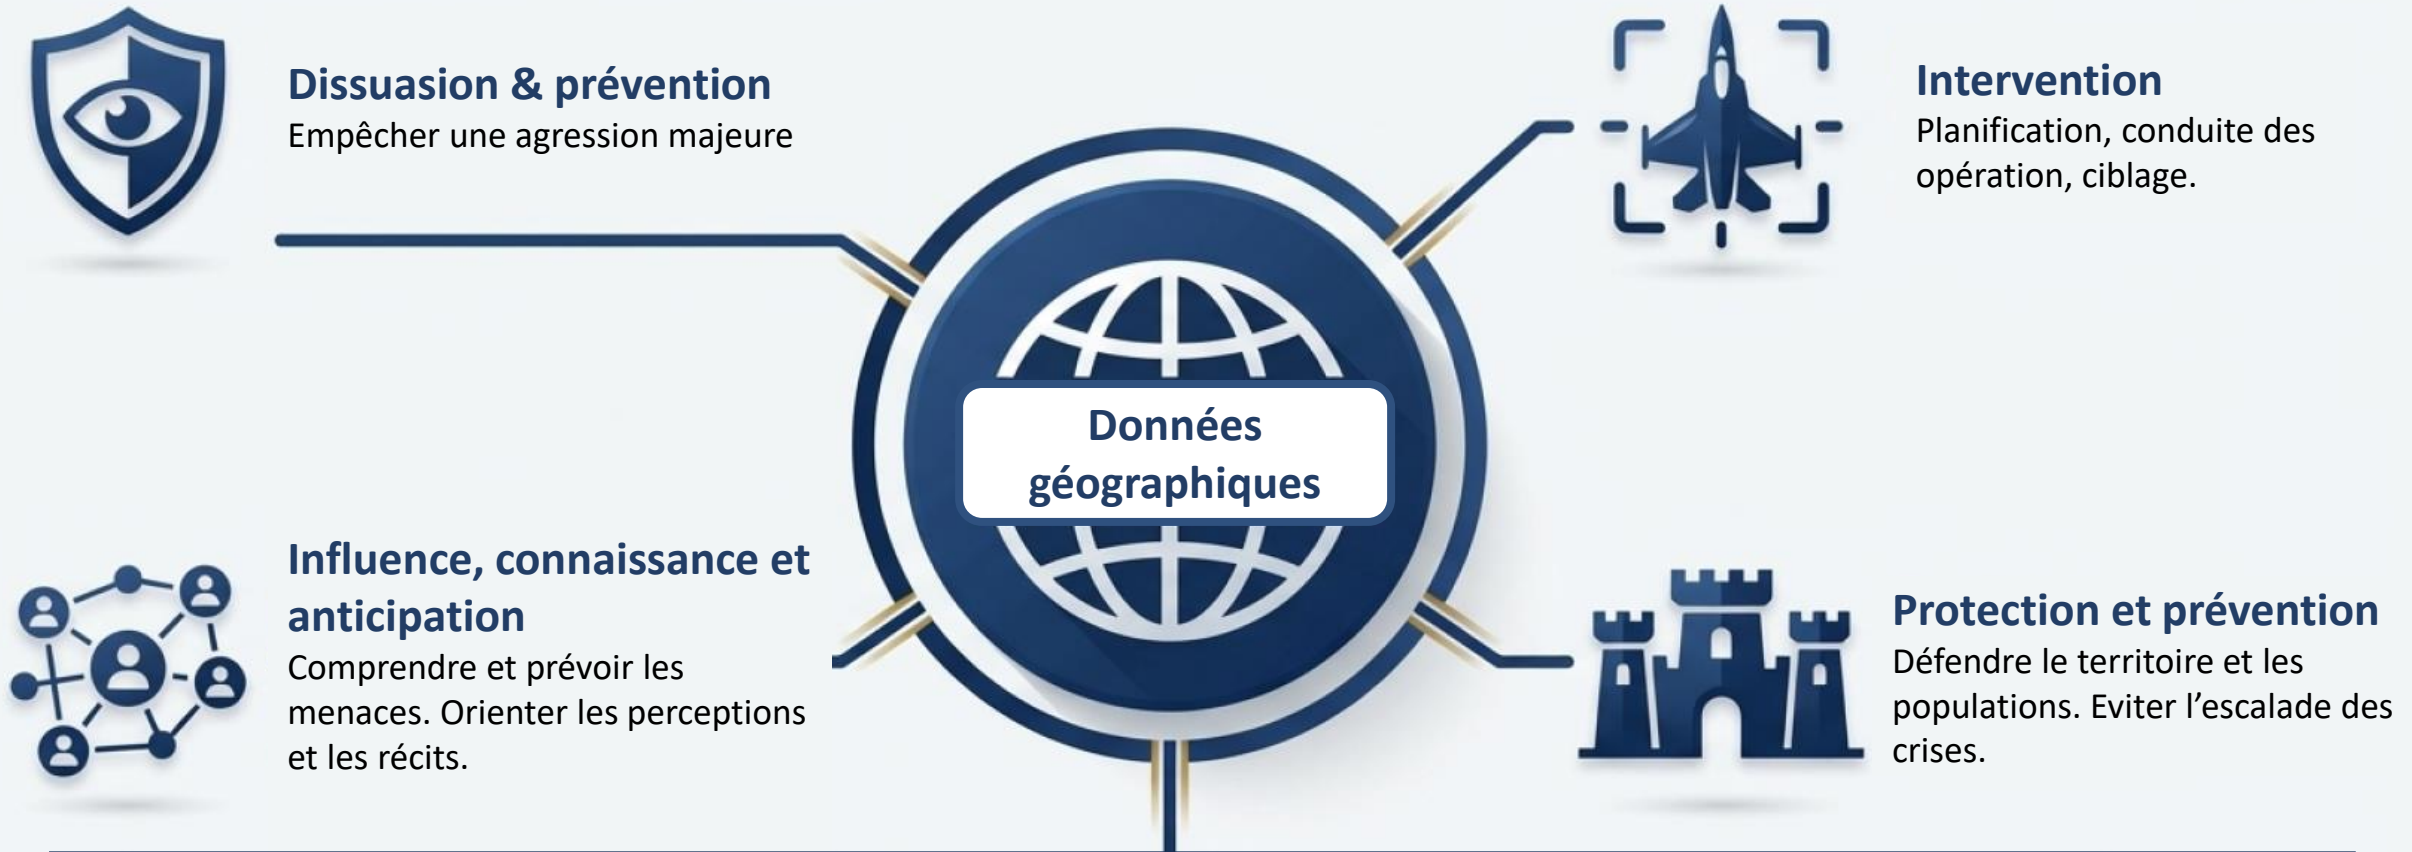 Dissuasion & prévention
Empêcher une agression majeure
Intervention
Planification, conduite des
opération, ciblage.
Données
géographiques
Influence, connaissance et
anticipation
Comprendre et prévoir les
menaces. Orienter les perceptions
et les récits.
Protection et prévention
Défendre le territoire et les
populations. Eviter l’escalade des
crises.